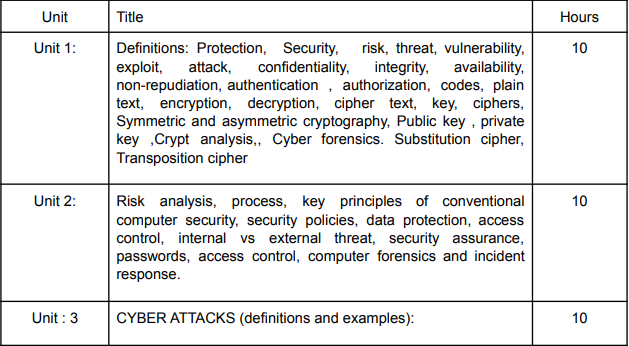 Unit Title Hours
Unit 1: Definitions: Protection, Security, risk, threat, vulnerability, 10
exploit, attack, confidentiality, integrity, availability,
non-repudiation, authentication , authorization, codes, plain
text, encryption, decryption, cipher text, key, ciphers,
Symmetric and asymmetric cryptography, Public key , private
key ,Crypt analysis,, Cyber forensics. Substitution cipher,
Transposition cipher
Unit 2: Risk analysis, process, key principles of conventional 10
computer security, security policies, data protection, access
control, internal vs external threat, security assurance,
passwords, access control, computer forensics and incident
response.
Unit : 3 CYBER ATTACKS (definitions and examples): 10